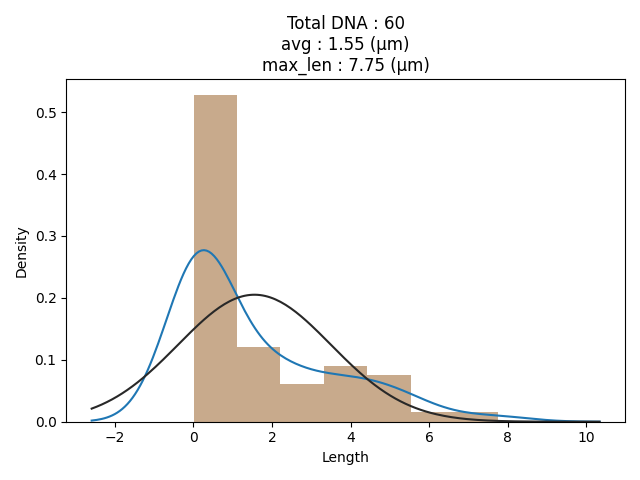 Total DNA : 60
avg : 1.55 (μm)
max_len : 7.75 (μm)
Density
0.5
0.4
0.3
0.2
0.1
0.0
−2
0
2
4
6
8
10
Length